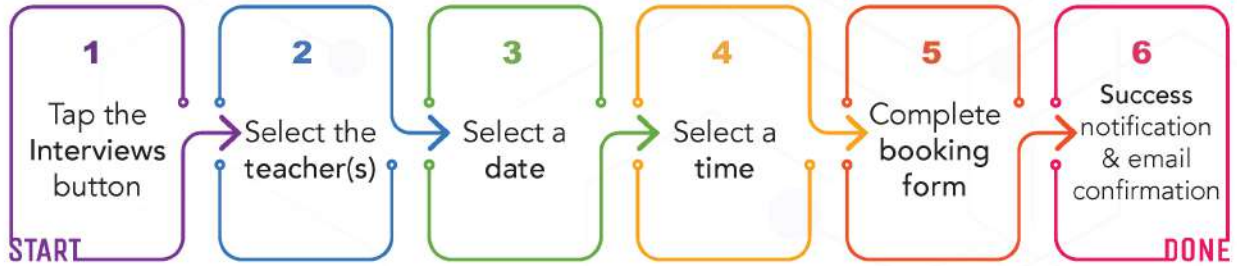 1
Tap the
Interviews
button
START
2
Select the
teacher(s)
3
Select a
date
4
Select a
time
5
Complete
booking
form
6
Success
notification
& email
confirmation
DONE